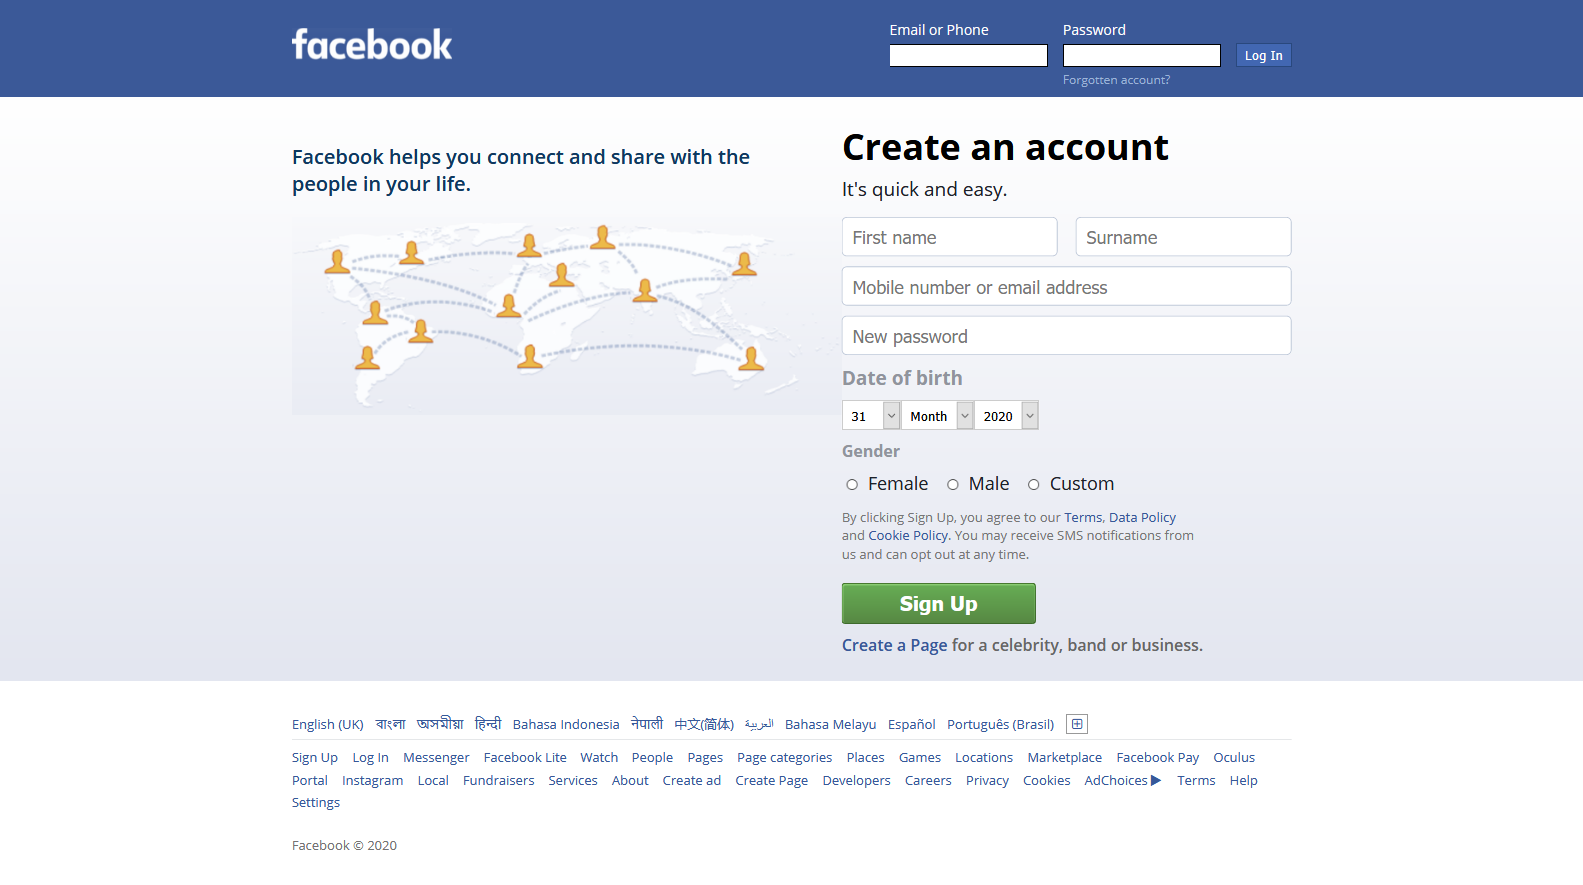 facebook
Email or Phone
Password
Log In
Forgotten account?
Facebook helps you connect and share with the
people in your life.
Create an account
It's quick and easy.
First name
Surname
Mobile number or email address
New password
Date of birth
31 Month 2020
Gender
Female Male Custom
By clicking Sign Up, you agree to our Terms, Data Policy
and Cookie Policy. You may receive SMS notifications from
us and can opt out at any time.
Sign Up
Create a Page for a celebrity, band or business.
English (UK) বাংলা অসমীয়া हिन्दी Bahasa Indonesia नेपाली 中文(简体) العربية Bahasa Melayu Español Português (Brasil)
Sign Up Log In Messenger Facebook Lite Watch People Pages Page categories Places Games Locations Marketplace Facebook Pay Oculus
Portal Instagram Local Fundraisers Services About Create ad Create Page Developers Careers Privacy Cookies AdChoices Terms Help
Settings
Facebook © 2020